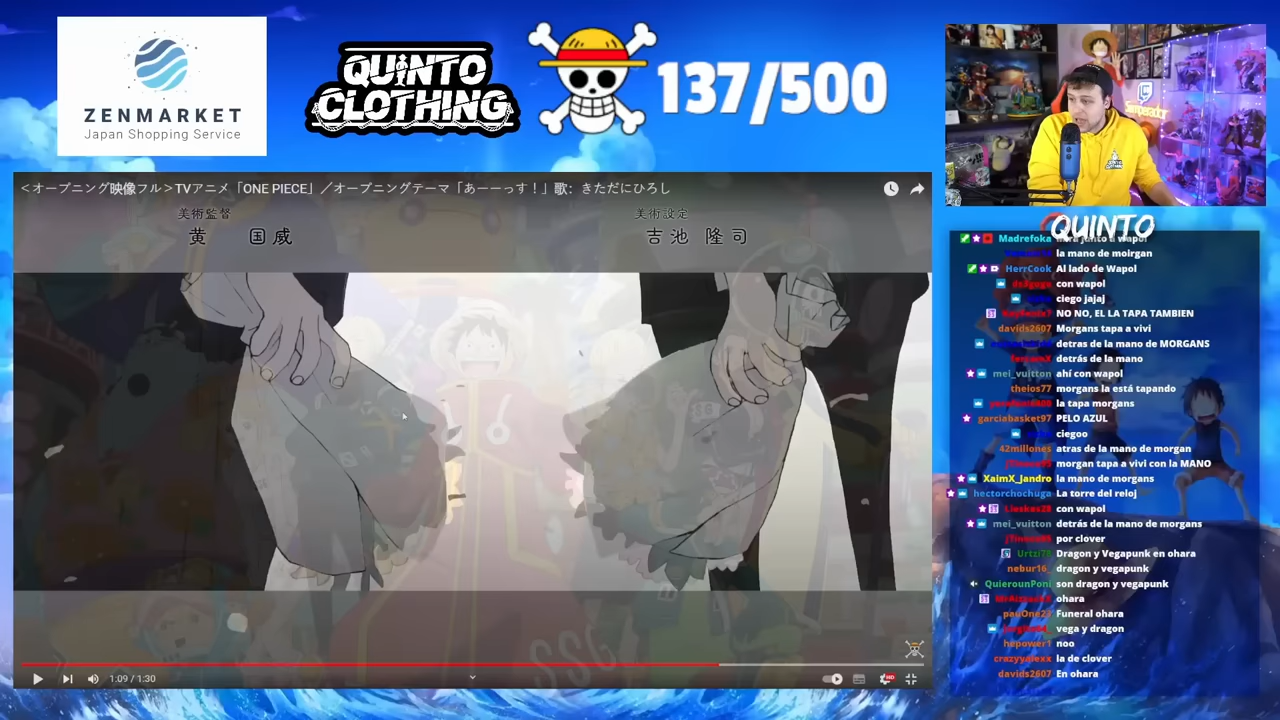 ZENMARKET
Japan Shopping Service
QUINTO
CLOTHING
137/500
<オープニング映像フル>TVアニメ「ONE PIECE」／オープニングテーマ「あーーっす！」歌: きただにひろし
美術監督
黄 国威
美術設定
吉池 隆司
SSG
SSG
1:09 / 1:30
HD
QUINTO
Madrefoka
la mano de moirgan
HerrCook Al lado de Wapol
con wapol
ciego jajaj
NO NO, EL LA TAPA TAMBIEN
davids2607 Morgans tapa a vivi
detras de la mano de MORGANS
detrás de la mano
mei_vuitton ahí con wapol
theios77 morgans la está tapando
la tapa morgans
garciabasket97 PELO AZUL
ciegoo
42millones atras de la mano de morgan
morgan tapa a vivi con la MANO
XaimX_Jandro la mano de morgans
hectorchochuga La torre del reloj
con wapol
mei_vuitton detrás de la mano de morgans
por clover
Dragon y Vegapunk en ohara
nebur16_ dragon y vegapunk
QuierounPoni son dragon y vegapunk
ohara
Funeral ohara
vega y dragon
hepower1 noo
crazyyalexx la de clover
davids2607 En ohara